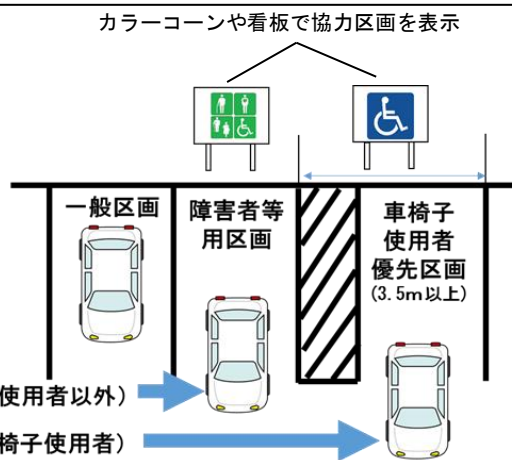 カラーコーンや看板で協力区画を表示
一般区画
障害者等
用区画
車椅子
使用者
優先区画
(3.5m以上)
使用者以外）
椅子使用者）